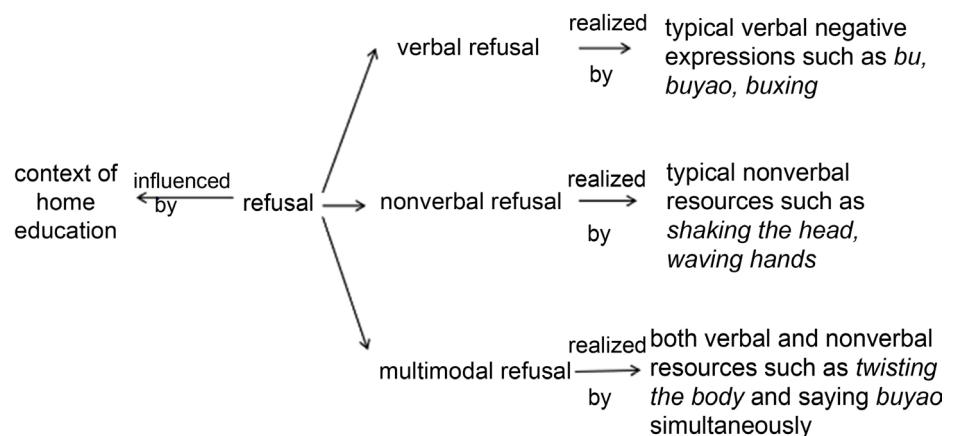 verbal refusal
realized
by
typical verbal negative
expressions such as bu,
buyao, buxing
context of
home
education
influenced
by
refusal
nonverbal refusal
realized
by
typical nonverbal
resources such as
shaking the head,
waving hands
multimodal refusal
realized
by
both verbal and nonverbal
resources such as twisting
the body and saying buyao
simultaneously